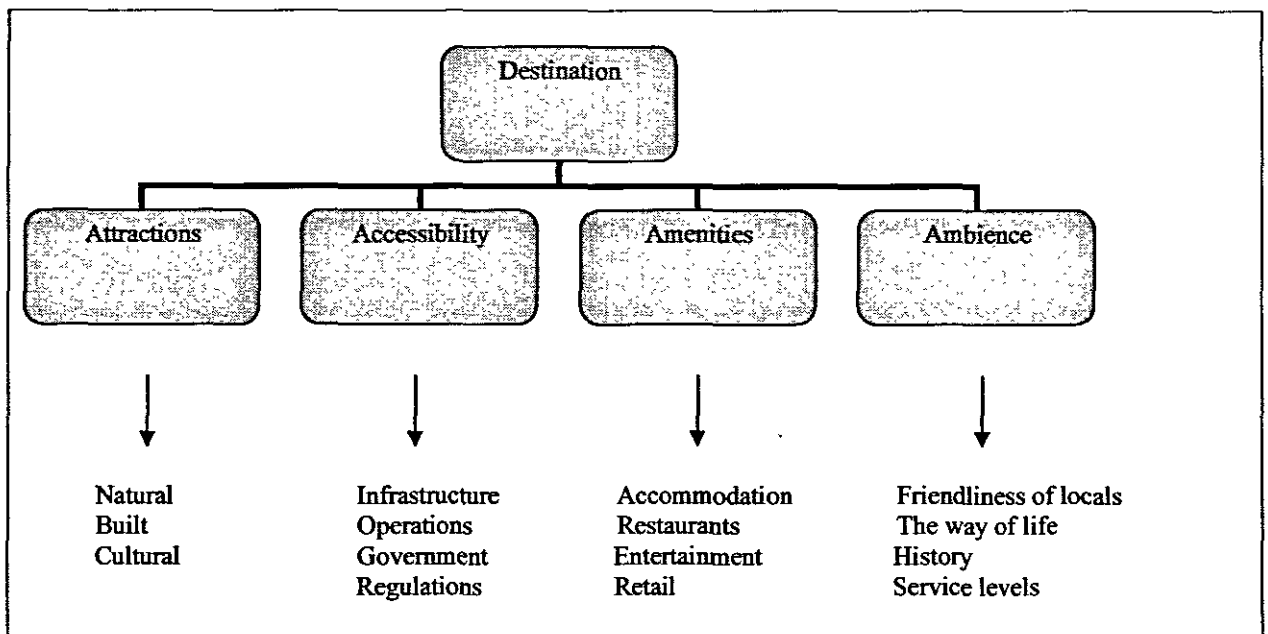 Destination
Attractions
Accessibility
Amenities
Ambience
Natural
Built
Cultural
Infrastructure
Operations
Government
Regulations
Accommodation
Restaurants
Entertainment
Retail
Friendliness of locals
The way of life
History
Service levels